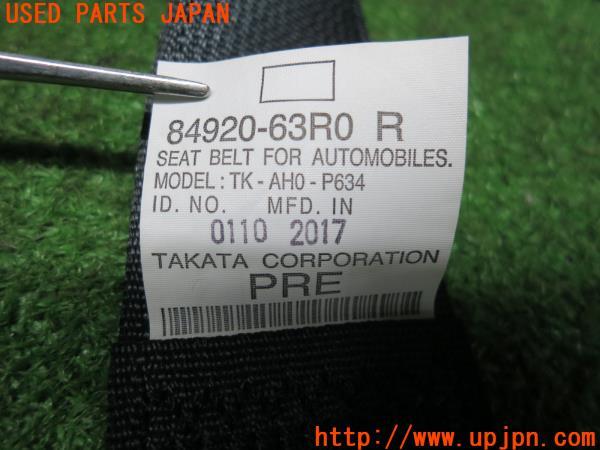 USED PARTS JAPAN
84920-63R0 R
SEAT BELT FOR AUTOMOBILES.
MODEL: TK-AH0-P634
ID. NO. MFD. IN
0110 2017
TAKATA CORPORATION
PRE
http://www.upjpn.com